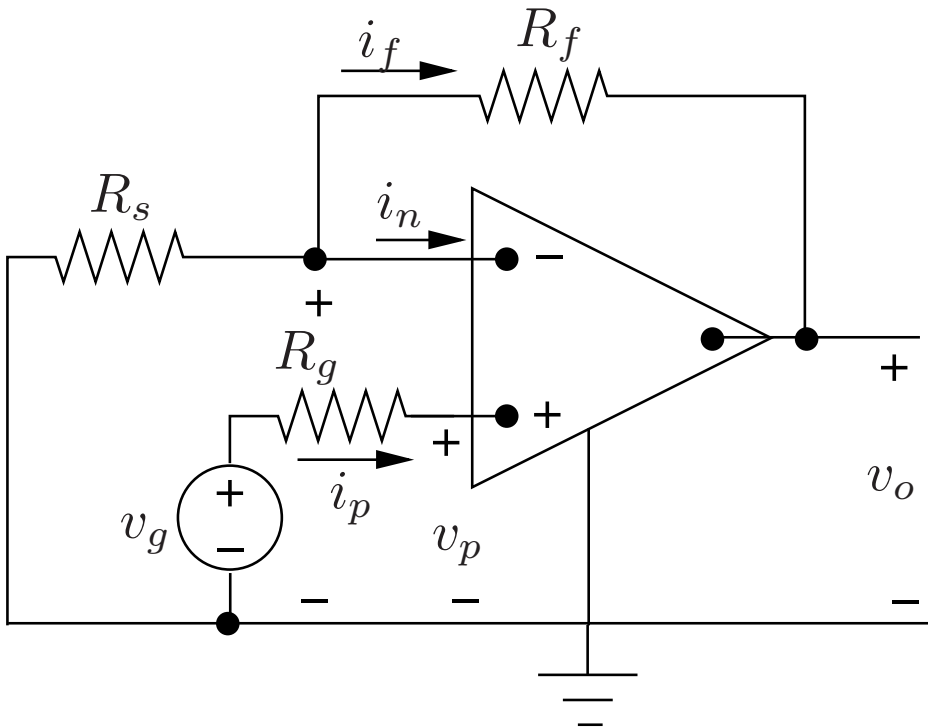 i_f
R_f
R_s
i_n
−
+
R_g
+
+
+
i_p
+
−
v_g
v_p
v_o
−
−
−